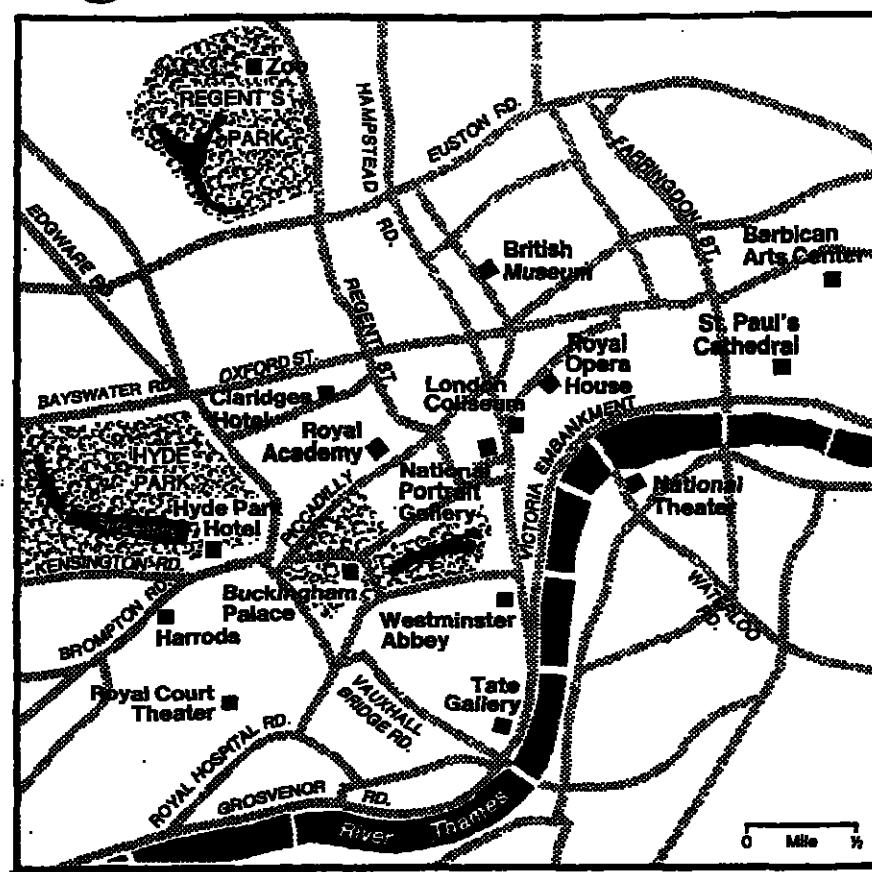 Zoo
REGENT'S
PARK
HAMPSTEAD
RD.
EUSTON RD.
FARRINGDON ST.
EDGWARE RD.
British
Museum
Barbican
Arts Center
REGENT ST.
St. Paul's
Cathedral
Royal
Opera
House
OXFORD ST.
BAYSWATER RD.
Claridges
Hotel
London
Coliseum
Royal
Academy
VICTORIA EMBANKMENT
HYDE
PARK
National
Portrait
Gallery
PICCADILLY
National
Theater
Hyde Park
Hotel
KENSINGTON RD.
Buckingham
Palace
WATERLOO
RD.
BROMPTON RD.
Harrods
Westminster
Abbey
Royal Court
Theater
VAUXHALL
BRIDGE RD.
Tate
Gallery
ROYAL HOSPITAL RD.
GROSVENOR
RD.
River Thames
0 Mile ½